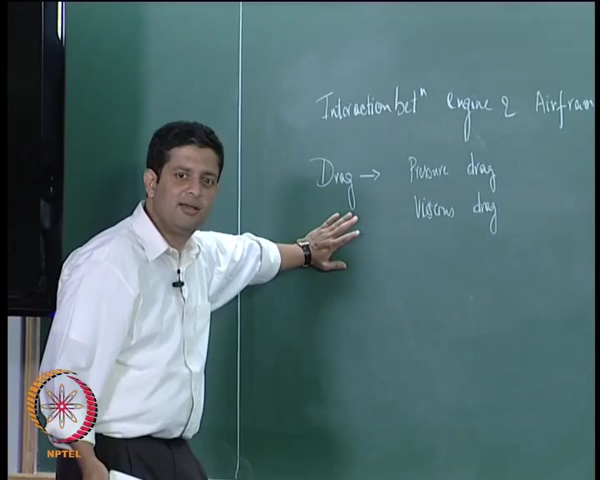 Interaction betⁿ engine & Airfram
Drag → Pressure drag
Viscous drag
NPTEL